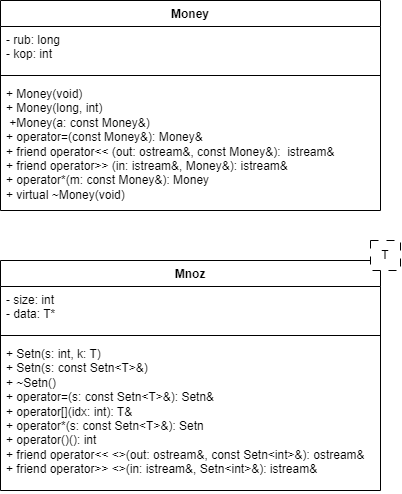 Money
- rub: long
- kop: int
+ Money(void)
+ Money(long, int)
+Money(a: const Money&)
+ operator=(const Money&): Money&
+ friend operator<< (out: ostream&, const Money&): istream&
+ friend operator>> (in: istream&, Money&): istream&
+ operator*(m: const Money&): Money
+ virtual ~Money(void)
T
Mnoz
- size: int
- data: T*
+ Setn(s: int, k: T)
+ Setn(s: const Setn<T>&)
+ ~Setn()
+ operator=(s: const Setn<T>&): Setn&
+ operator[](idx: int): T&
+ operator*(s: const Setn<T>&): Setn
+ operator()(): int
+ friend operator<< <>(out: ostream&, const Setn<int>&): ostream&
+ friend operator>> <>(in: istream&, Setn<int>&): istream&